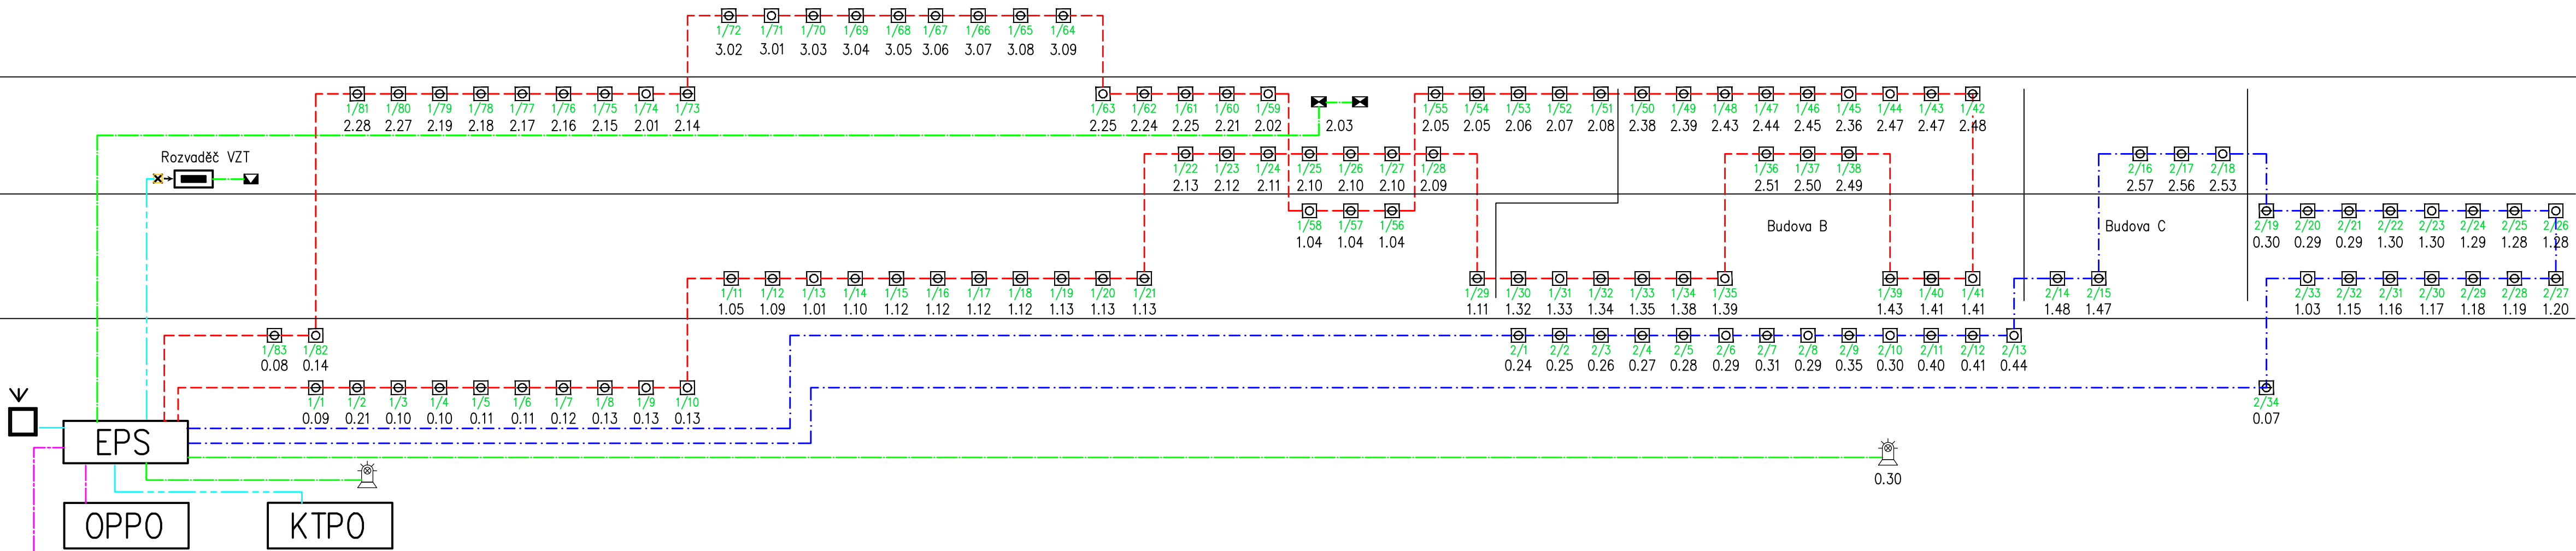 1/72 1/71 1/70 1/69 1/68 1/67 1/66 1/65 1/64
3.02 3.01 3.03 3.04 3.05 3.06 3.07 3.08 3.09
1/81 1/80 1/79 1/78 1/77 1/76 1/75 1/74 1/73 1/63 1/62 1/61 1/60 1/59 1/55 1/54 1/53 1/52 1/51 1/50 1/49 1/48 1/47 1/46 1/45 1/44 1/43 1/42
2.28 2.27 2.19 2.18 2.17 2.16 2.15 2.01 2.14 2.25 2.24 2.25 2.21 2.02 2.03 2.05 2.05 2.06 2.07 2.08 2.38 2.39 2.43 2.44 2.45 2.36 2.47 2.47 2.48
Rozvaděč VZT
1/22 1/23 1/24 1/25 1/26 1/27 1/28 1/36 1/37 1/38 2/16 2/17 2/18
2.13 2.12 2.11 2.10 2.10 2.10 2.09 2.51 2.50 2.49 2.57 2.56 2.53
1/58 1/57 1/56 Budova B Budova C 2/19 2/20 2/21 2/22 2/23 2/24 2/25 2/26
1.04 1.04 1.04 0.30 0.29 0.29 1.30 1.30 1.29 1.28 1.28
1/11 1/12 1/13 1/14 1/15 1/16 1/17 1/18 1/19 1/20 1/21 1/29 1/30 1/31 1/32 1/33 1/34 1/35 1/39 1/40 1/41 2/14 2/15 2/33 2/32 2/31 2/30 2/29 2/28 2/27
1.05 1.09 1.01 1.10 1.12 1.12 1.12 1.12 1.13 1.13 1.13 1.11 1.32 1.33 1.34 1.35 1.38 1.39 1.43 1.41 1.41 1.48 1.47 1.03 1.15 1.16 1.17 1.18 1.19 1.20
1/83 1/82 2/1 2/2 2/3 2/4 2/5 2/6 2/7 2/8 2/9 2/10 2/11 2/12 2/13
0.08 0.14 0.24 0.25 0.26 0.27 0.28 0.29 0.31 0.29 0.35 0.30 0.40 0.41 0.44
1/1 1/2 1/3 1/4 1/5 1/6 1/7 1/8 1/9 1/10 2/34
0.09 0.21 0.10 0.10 0.11 0.11 0.12 0.13 0.13 0.13 0.07
EPS
0.30
OPPO KTPO